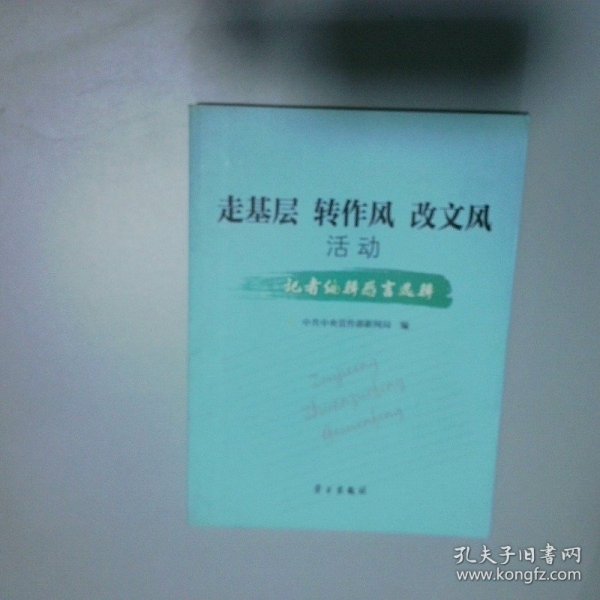 走基层 转作风 改文风
活动
记者编辑感言选辑
中共中央宣传部新闻局 编
Zoujiceng
Zhuanzuofeng
Gaiwenfeng
学习出版社
孔夫子旧书网
www.kongfz.com